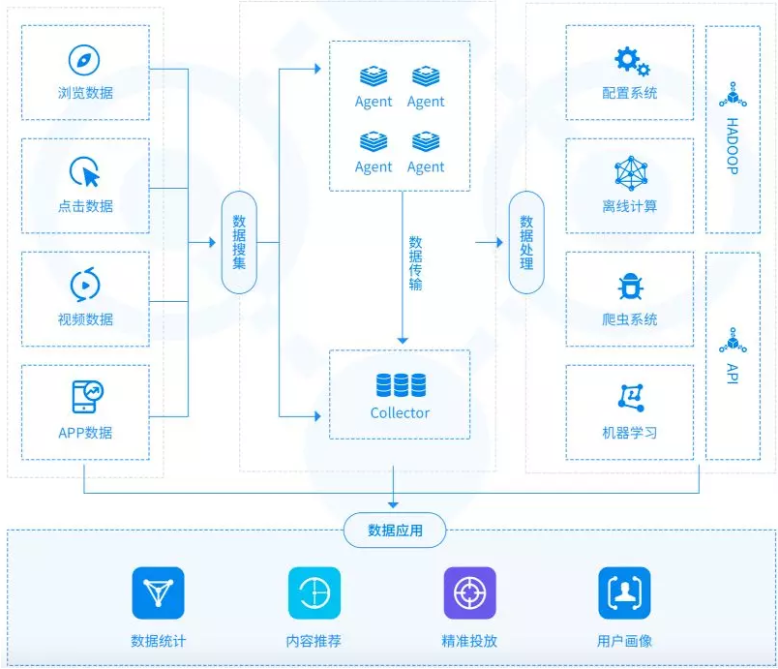 浏览数据
点击数据
视频数据
APP数据
数据搜集
Agent Agent
Agent Agent
数据传输
Collector
数据处理
配置系统
离线计算
爬虫系统
机器学习
HADOOP
API
数据应用
数据统计
内容推荐
精准投放
用户画像